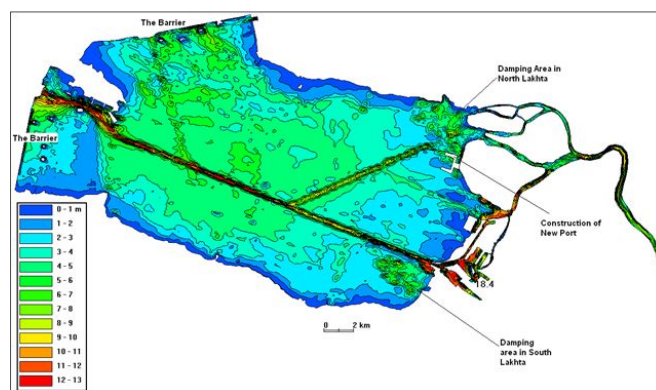 The Barrier
Damping Area in
North Lakhta
The Barrier
Construction of
New Port
0 - 1 m
1 - 2
2 - 3
3 - 4
4 - 5
5 - 6
6 - 7
7 - 8
8 - 9
9 - 10
10 - 11
11 - 12
12 - 13
18.4
0 2 km
Damping
area in South
Lakhta